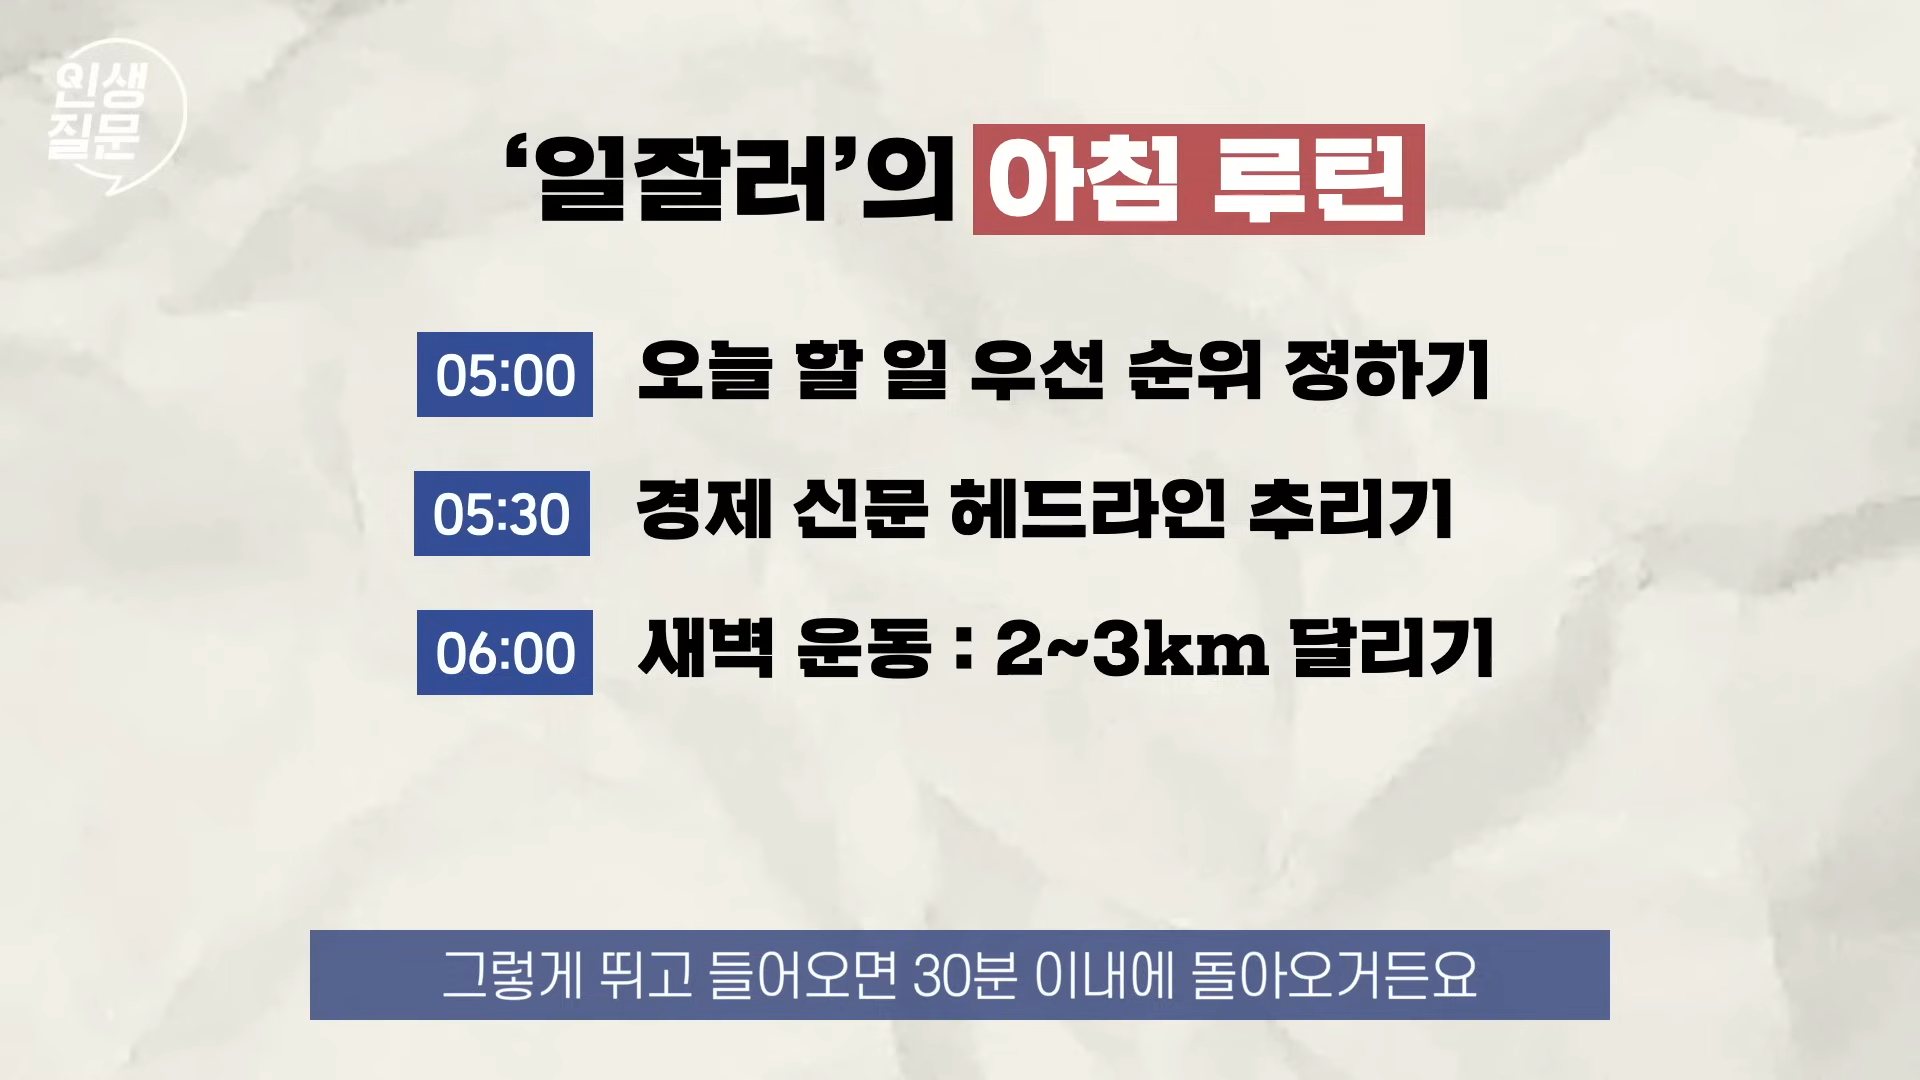 인생
질문
‘일잘러’의 아침 루틴
05:00 오늘 할 일 우선 순위 정하기
05:30 경제 신문 헤드라인 추리기
06:00 새벽 운동 : 2~3km 달리기
그렇게 뛰고 들어오면 30분 이내에 돌아오거든요